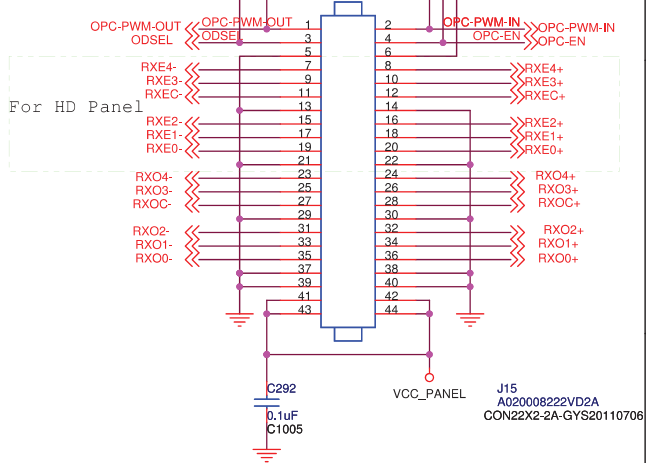 OPC-PWM-OUT OPC-PWM-OUT 1 2 OPC-PWM-IN OPC-PWM-IN
ODSEL ODSEL 3 4 OPC-EN OPC-EN
5 6
RXE4- 7 8 RXE4+
RXE3- 9 10 RXE3+
RXEC- 11 12 RXEC+
For HD Panel 13 14
RXE2- 15 16 RXE2+
RXE1- 17 18 RXE1+
RXE0- 19 20 RXE0+
21 22
RXO4- 23 24 RXO4+
RXO3- 25 26 RXO3+
RXOC- 27 28 RXOC+
29 30
RXO2- 31 32 RXO2+
RXO1- 33 34 RXO1+
RXO0- 35 36 RXO0+
37 38
39 40
41 42
43 44
C292 VCC_PANEL J15
A020008222VD2A
0.1uF CON22X2-2A-GYS20110706
C1005